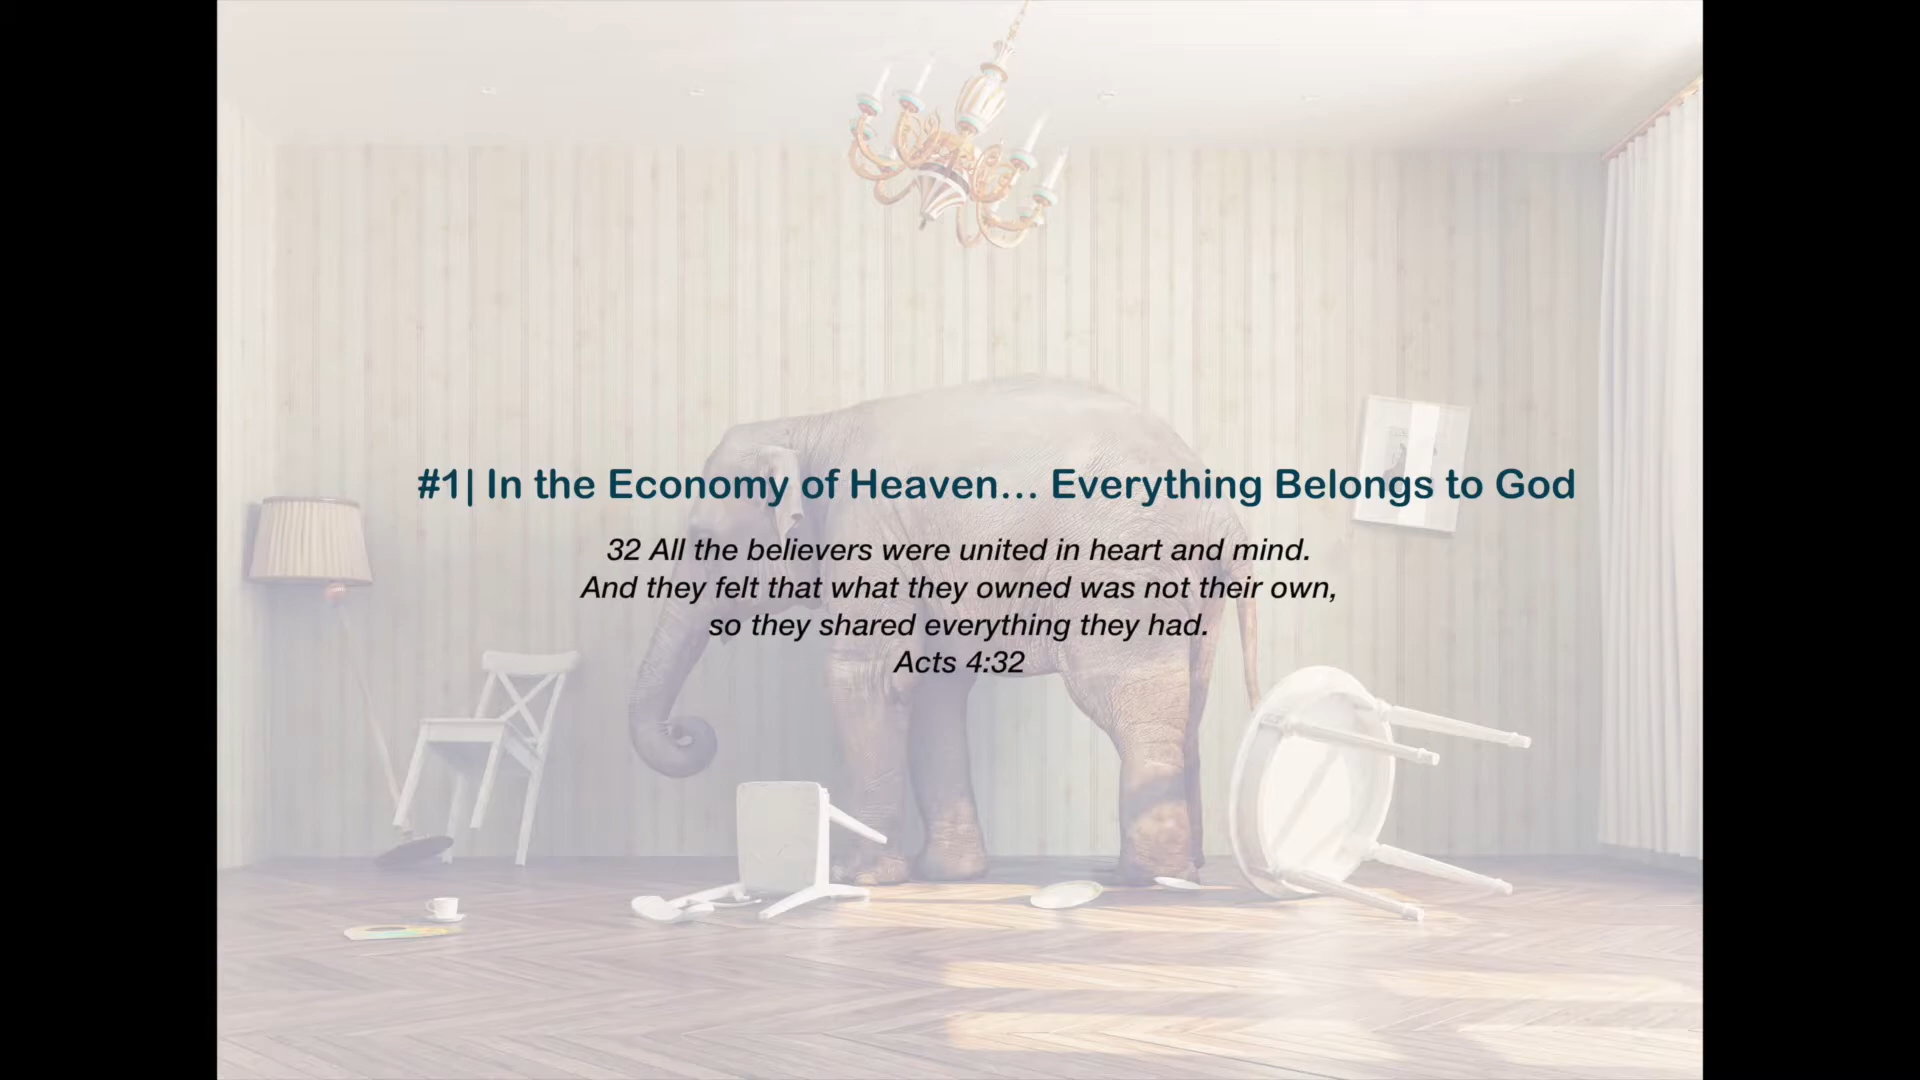 #1| In the Economy of Heaven... Everything Belongs to God
32 All the believers were united in heart and mind.
And they felt that what they owned was not their own,
so they shared everything they had.
Acts 4:32